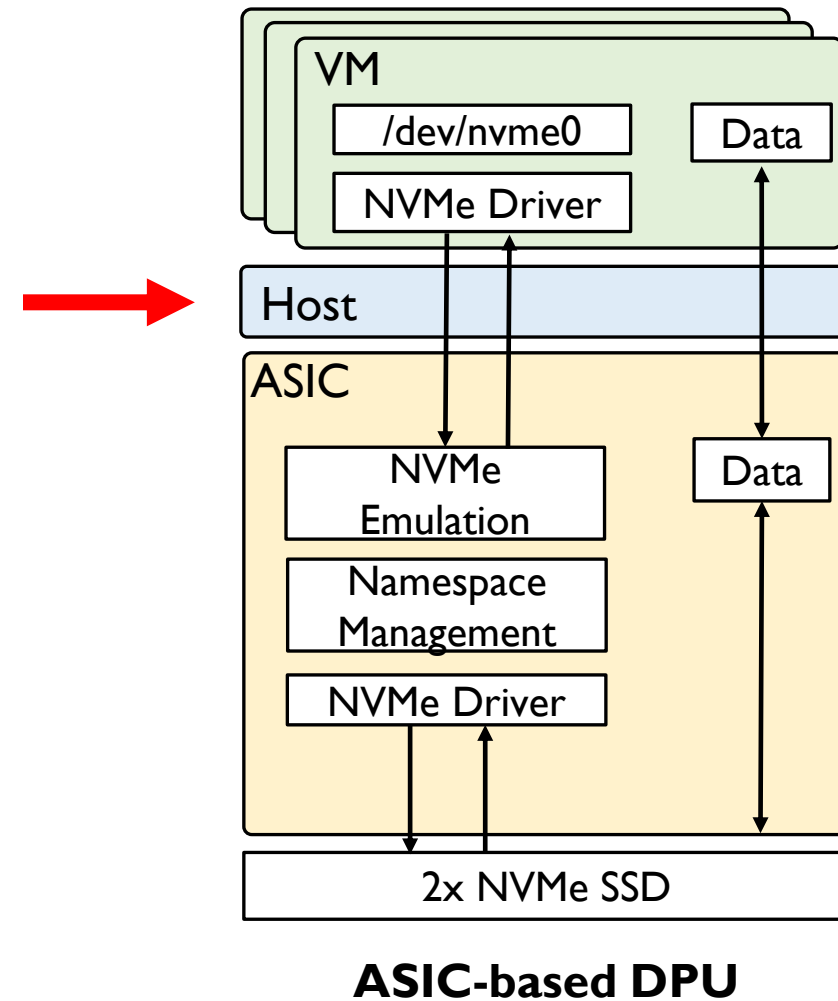 VM
/dev/nvme0
Data
NVMe Driver
Host
ASIC
NVMe
Emulation
Data
Namespace
Management
NVMe Driver
2x NVMe SSD
ASIC-based DPU